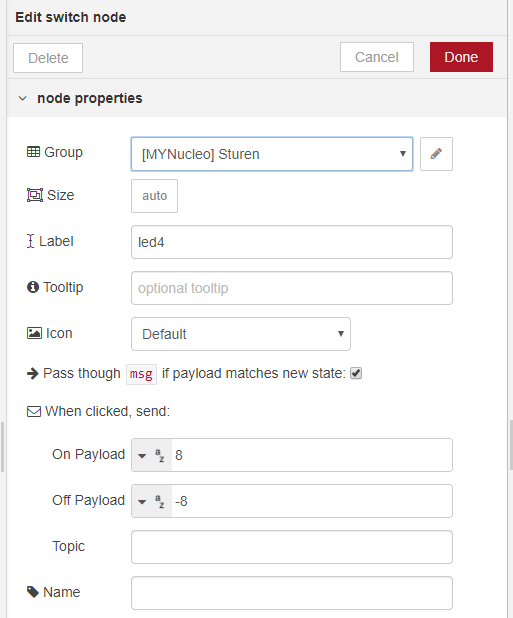 Edit switch node
Delete Cancel Done
node properties
Group [MYNucleo] Sturen
Size auto
Label led4
Tooltip optional tooltip
Icon Default
Pass though msg if payload matches new state:
When clicked, send:
On Payload az 8
Off Payload az -8
Topic
Name